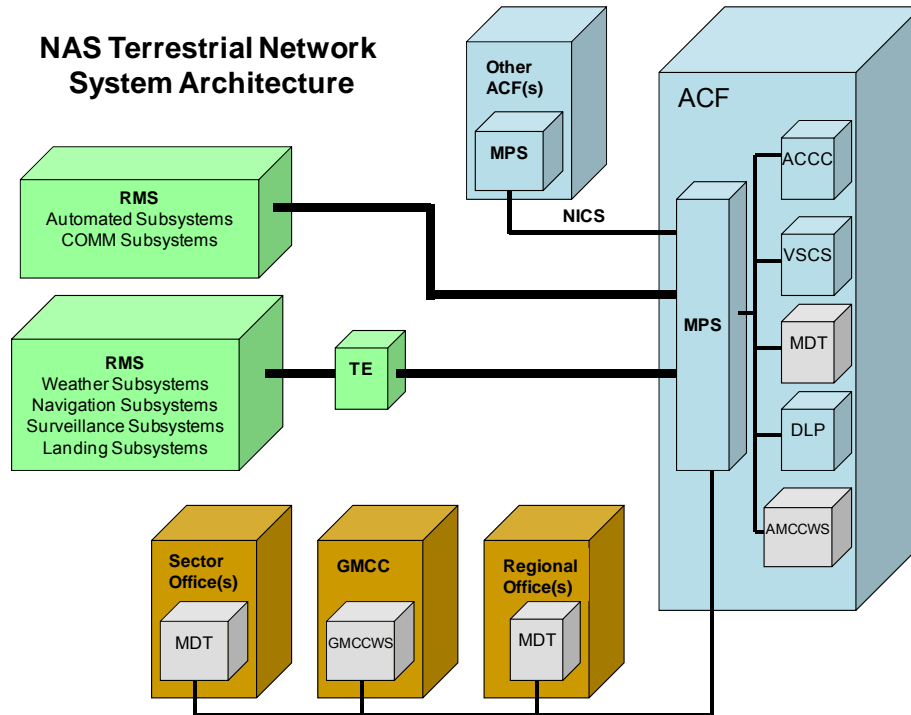 NAS Terrestrial Network
System Architecture
Other
ACF(s)
MPS
NICS
ACF
ACCC
VSCS
MDT
DLP
AMCCWS
MPS
RMS
Automated Subsystems
COMM Subsystems
RMS
Weather Subsystems
Navigation Subsystems
Surveillance Subsystems
Landing Subsystems
TE
Sector
Office(s)
MDT
GMCC
GMCCWS
Regional
Office(s)
MDT